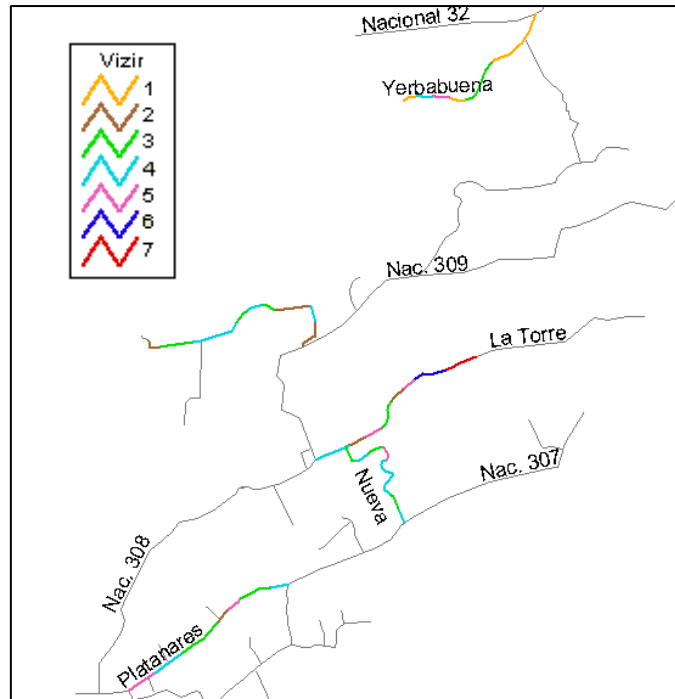 Nacional 32
Vizir
1
2
3
4
5
6
7
Yerbabuena
Nac. 309
La Torre
Nac. 307
Nueva
Nac. 308
Platanares